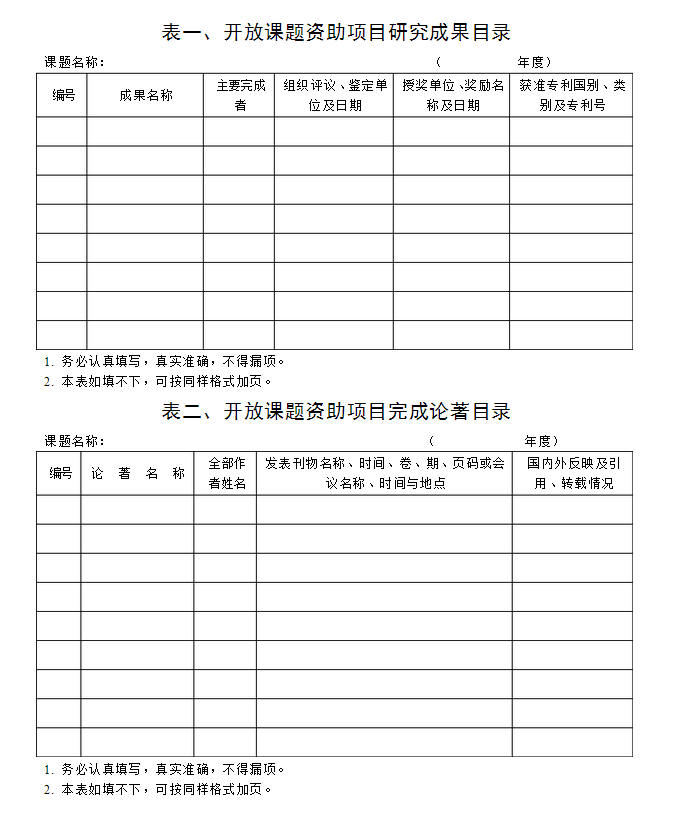 表一、开放课题资助项目研究成果目录
课题名称： （ 年度）
编号 成果名称 主要完成者 组织评议、鉴定单位及日期 授奖单位、奖励名称及日期 获准专利国别、类别及专利号
1. 务必认真填写，真实准确，不得漏项。
2. 本表如填不下，可按同样格式加页。
表二、开放课题资助项目完成论著目录
课题名称： （ 年度）
编号 论 著 名 称 全部作者姓名 发表刊物名称、时间、卷、期、页码或会议名称、时间与地点 国内外反映及引用、转载情况
1. 务必认真填写，真实准确，不得漏项。
2. 本表如填不下，可按同样格式加页。